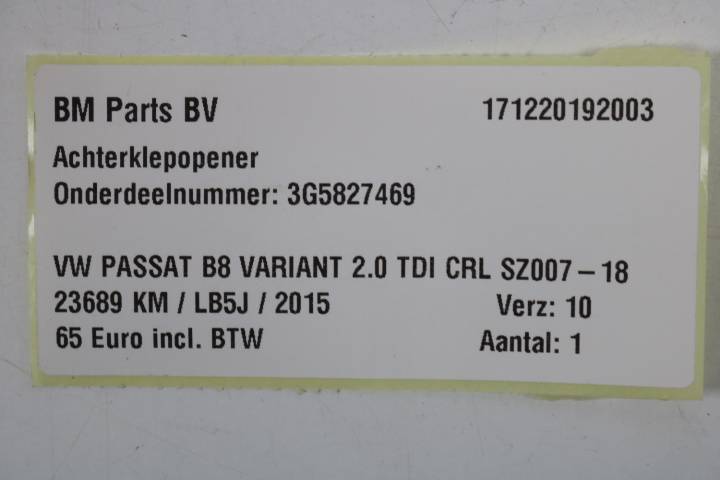 BM Parts BV 171220192003
Achterklepopener
Onderdeelnummer: 3G5827469
VW PASSAT B8 VARIANT 2.0 TDI CRL SZ007-18
23689 KM / LB5J / 2015 Verz: 10
65 Euro incl. BTW Aantal: 1